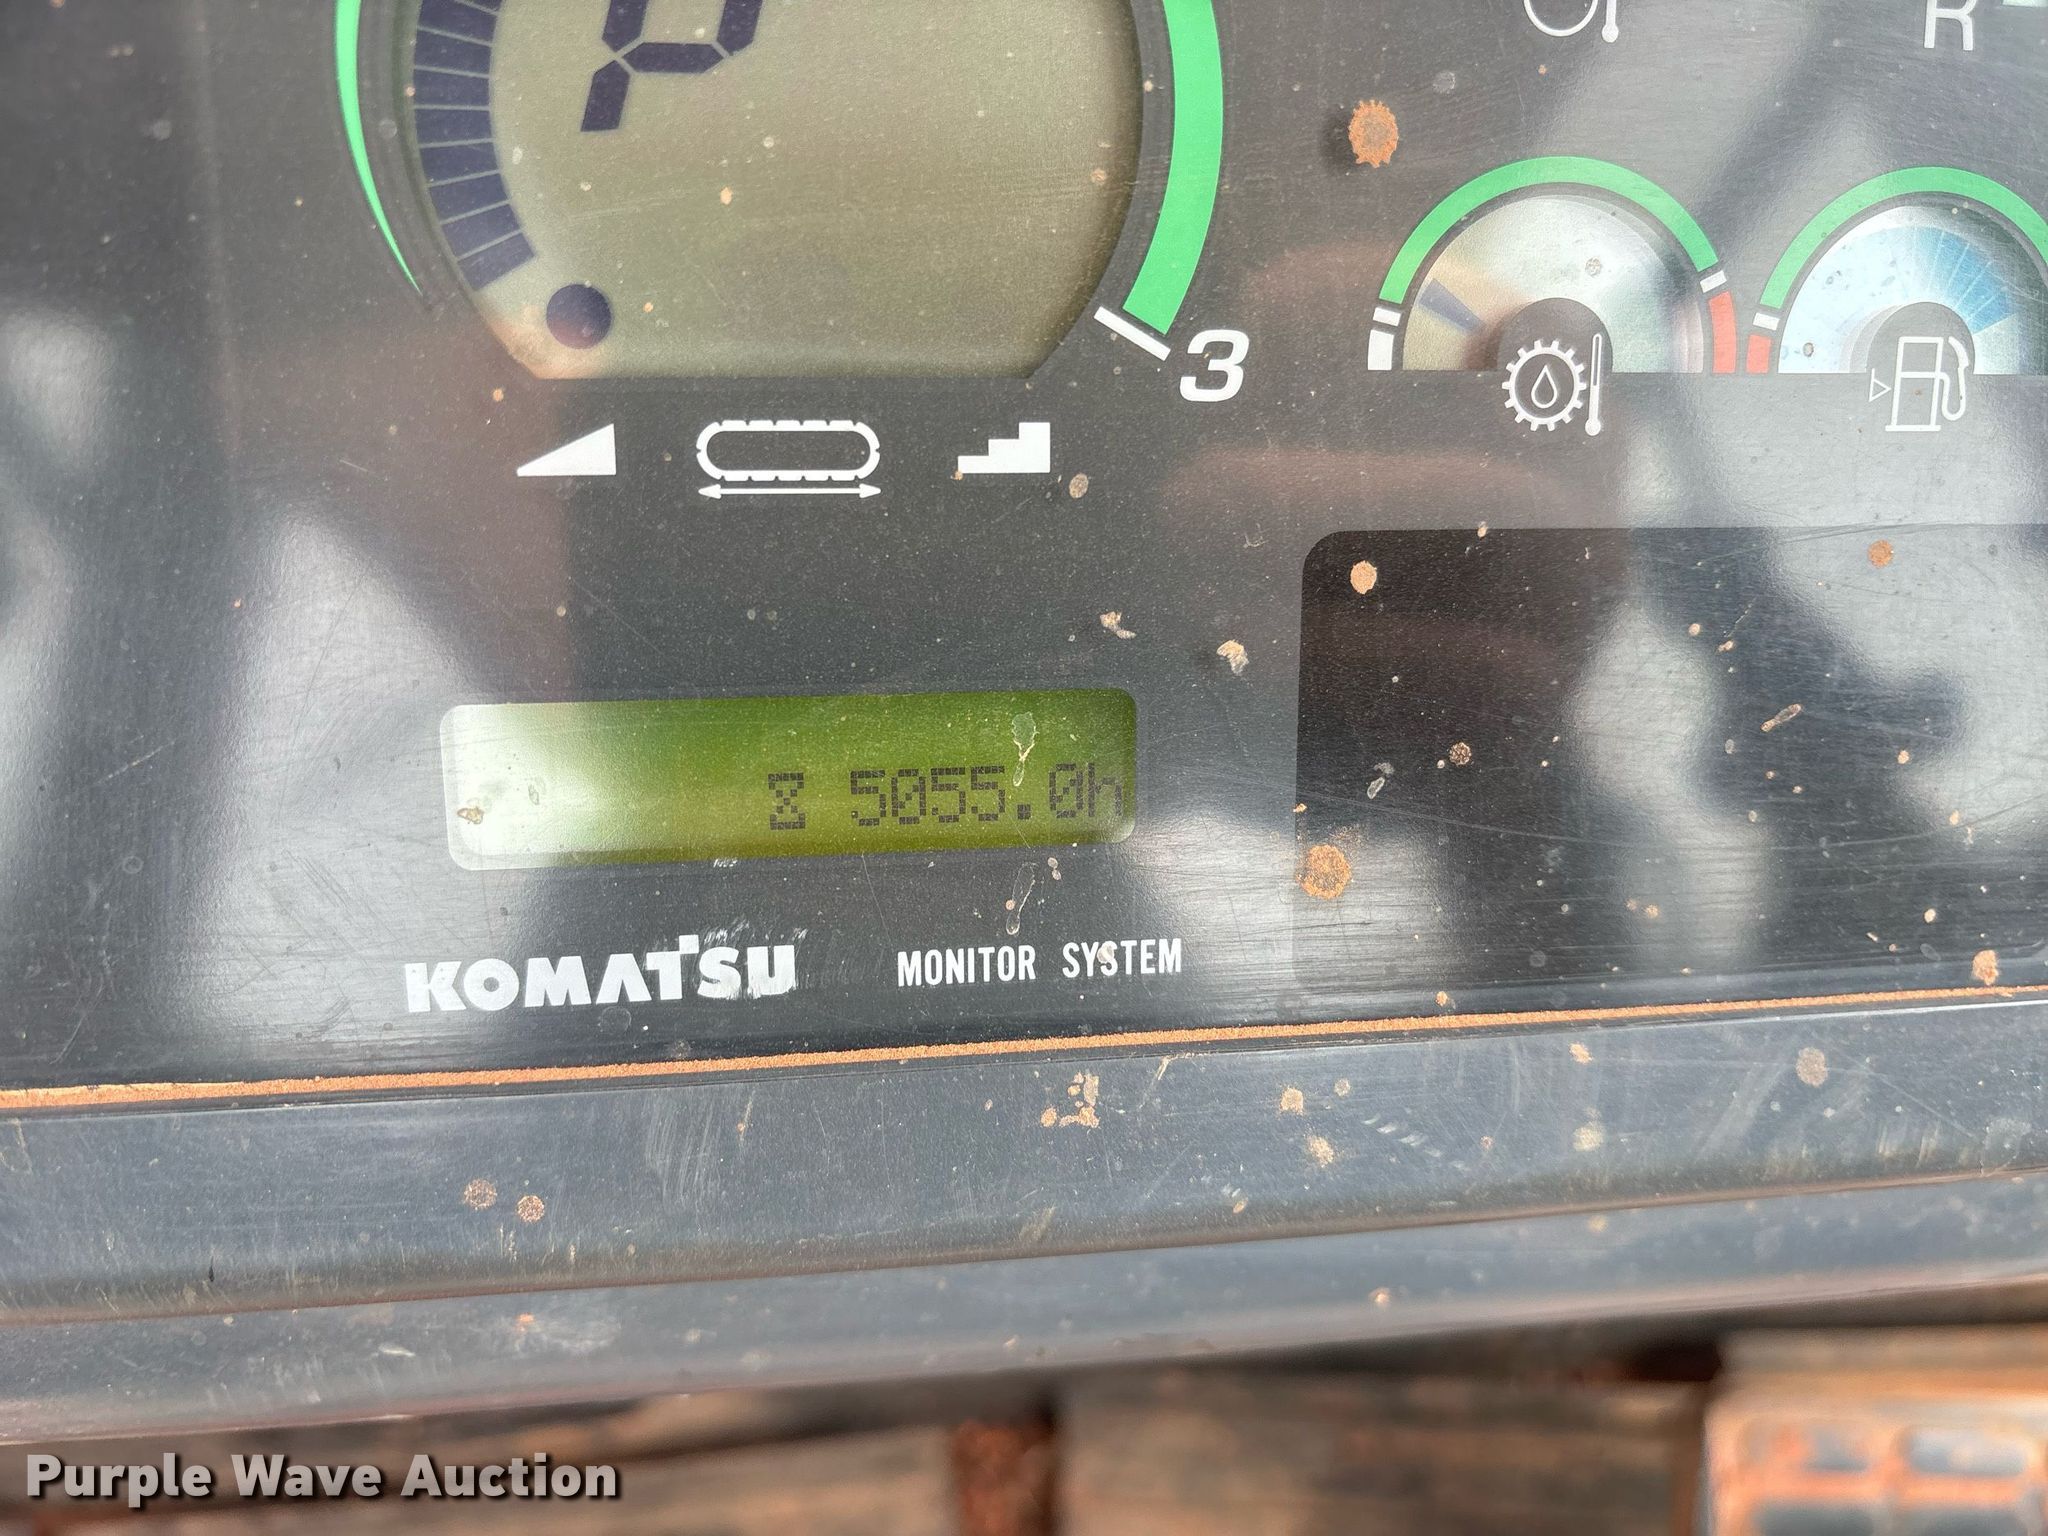 P
R
3
5055.0h
KOMATSU MONITOR SYSTEM
Purple Wave Auction